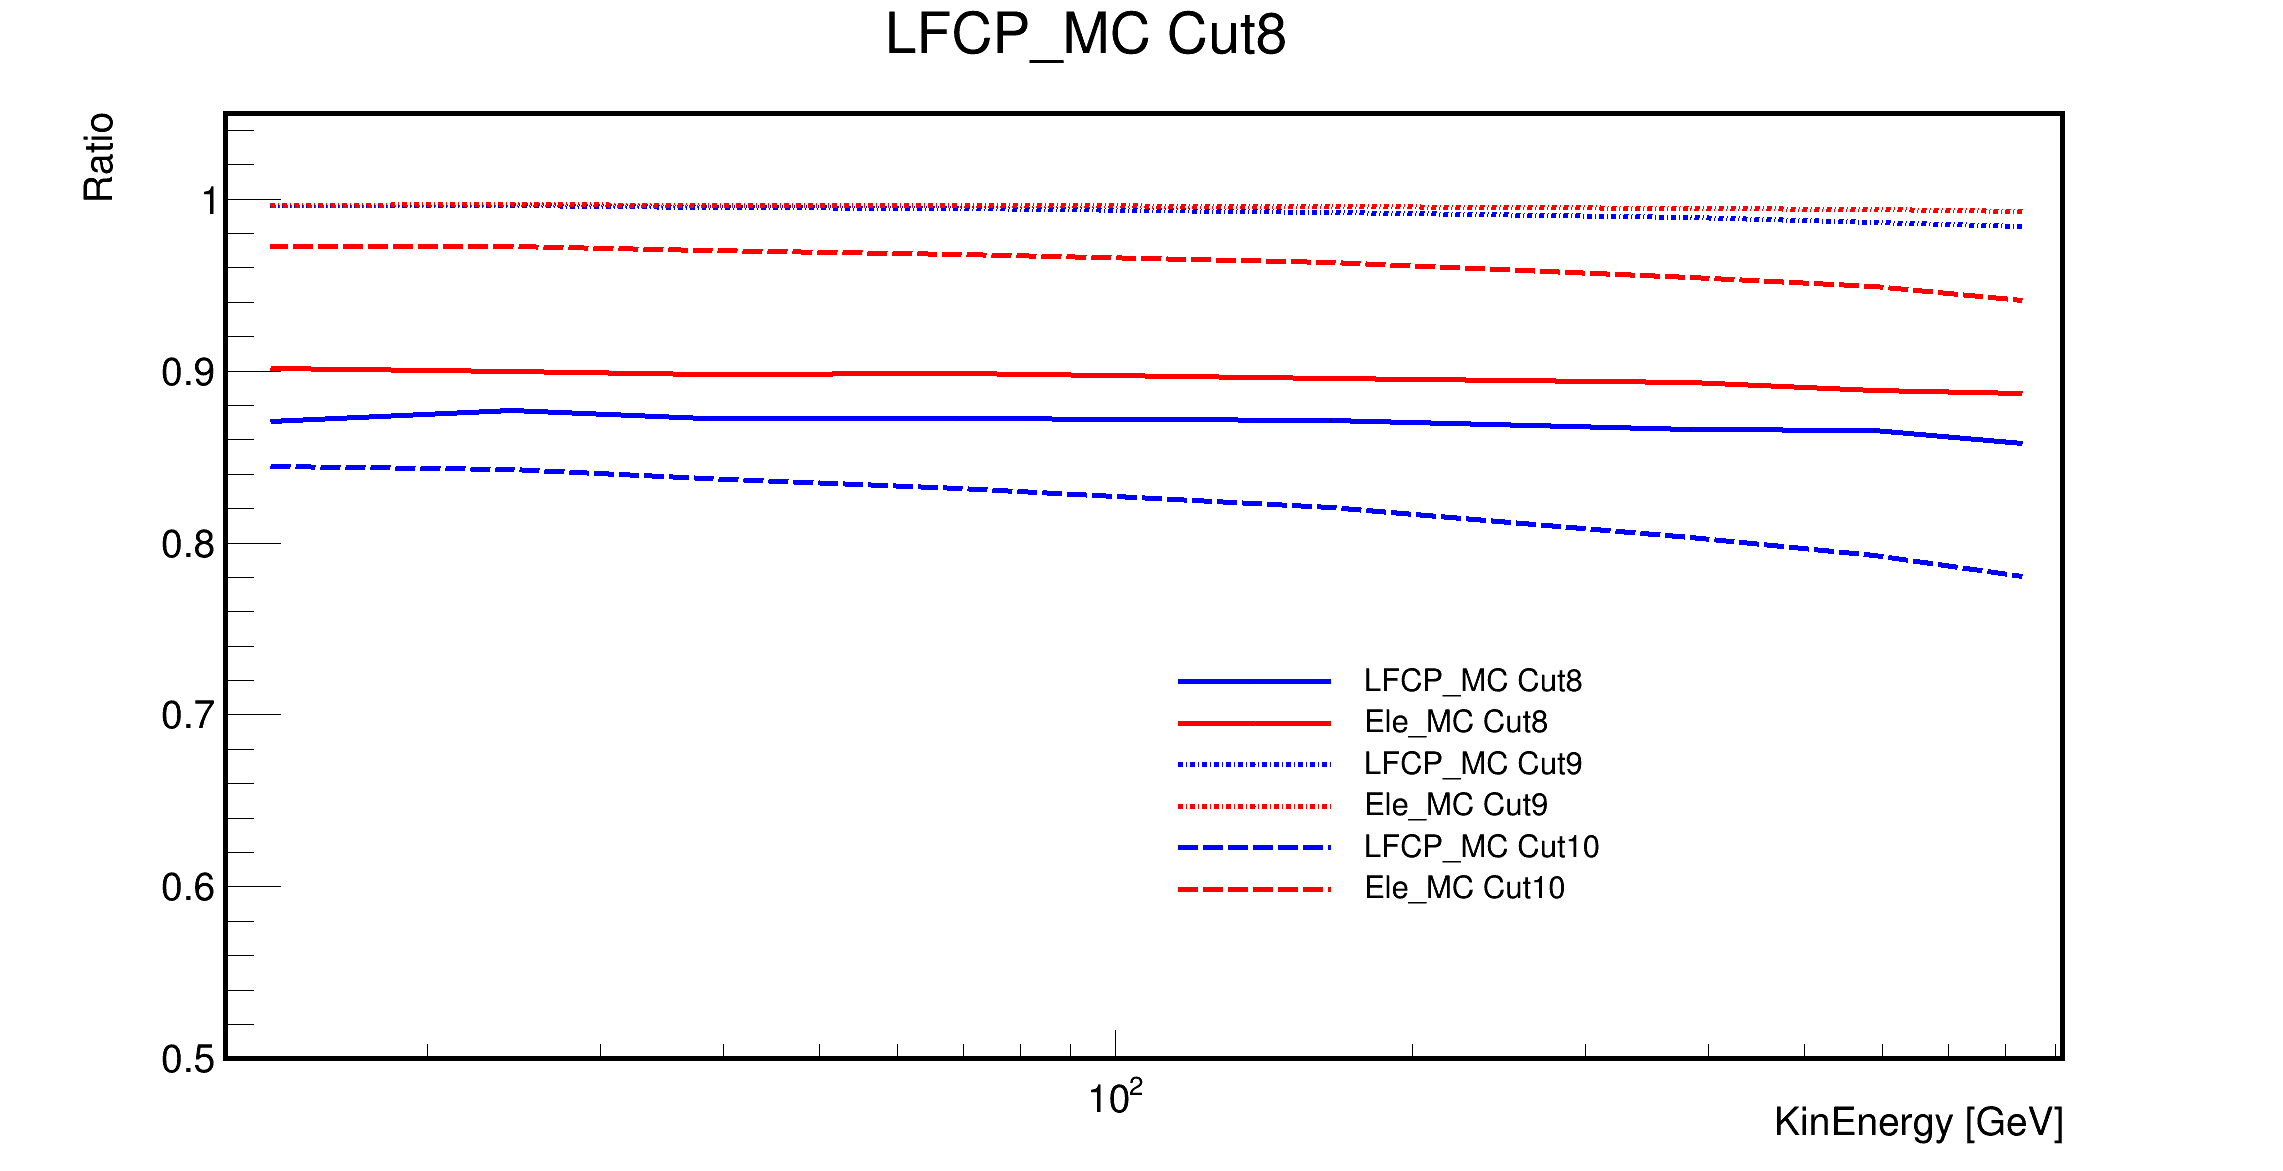 LFCP_MC Cut8
Ratio
1
0.9
0.8
0.7
0.6
0.5
LFCP_MC Cut8
Ele_MC Cut8
LFCP_MC Cut9
Ele_MC Cut9
LFCP_MC Cut10
Ele_MC Cut10
10²
KinEnergy [GeV]